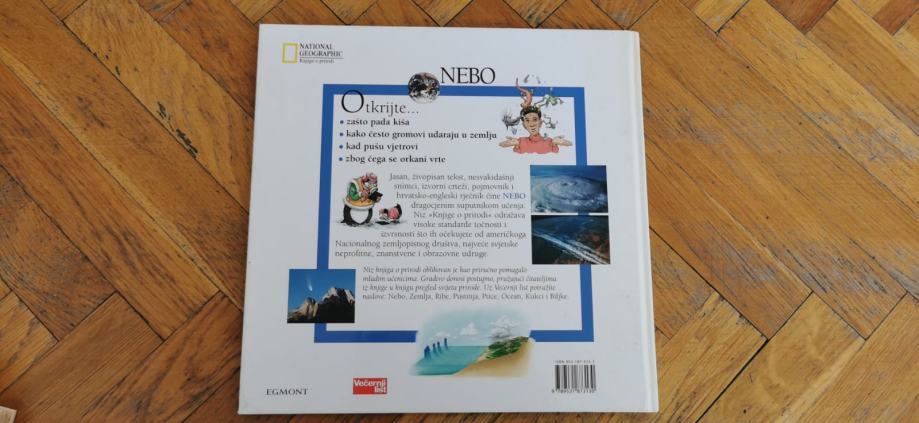 NATIONAL
GEOGRAPHIC
Knjige o prirodi
NEBO
Otkrijte...
• zašto pada kiša
• kako često gromovi udaraju u zemlju
• kad pušu vjetrovi
• zbog čega se orkani vrte
Jasan, živopisan tekst, nesvakidašnji
snimci, izvorni crteži, pojmovnik i
hrvatsko-engleski rječnik čine NEBO
dragocjenim suputnikom učenja.
Niz »Knjige o prirodi« odražava
visoke standarde točnosti i
izvrsnosti što ih očekujete od američkoga
Nacionalnog zemljopisnog društva, najveće svjetske
neprofitne, znanstvene i obrazovne udruge.
Niz knjiga o prirodi oblikovan je kao priručno pomagalo
mladim učenicima. Gradivo donosi postupno, pružajući čitateljima
iz knjige u knjigu pregled svijeta prirode. Uz Večernji list potražite
naslove: Nebo, Zemlja, Ribe, Pustinja, Ptice, Ocean, Kukci i Biljke.
EGMONT
Večernji
list